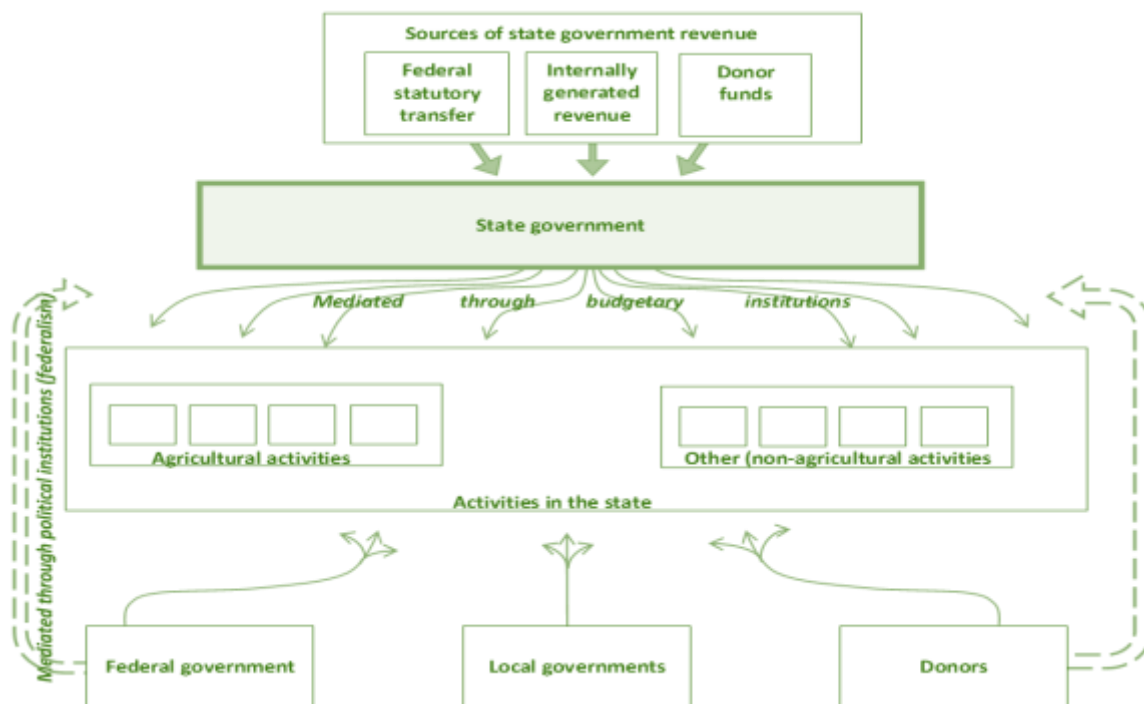 Sources of state government revenue
Federal
statutory
transfer
Internally
generated
revenue
Donor
funds
State government
Mediated through budgetary institutions
Mediated through political institutions (federalism)
Agricultural activities
Other (non-agricultural activities
Activities in the state
Federal government
Local governments
Donors